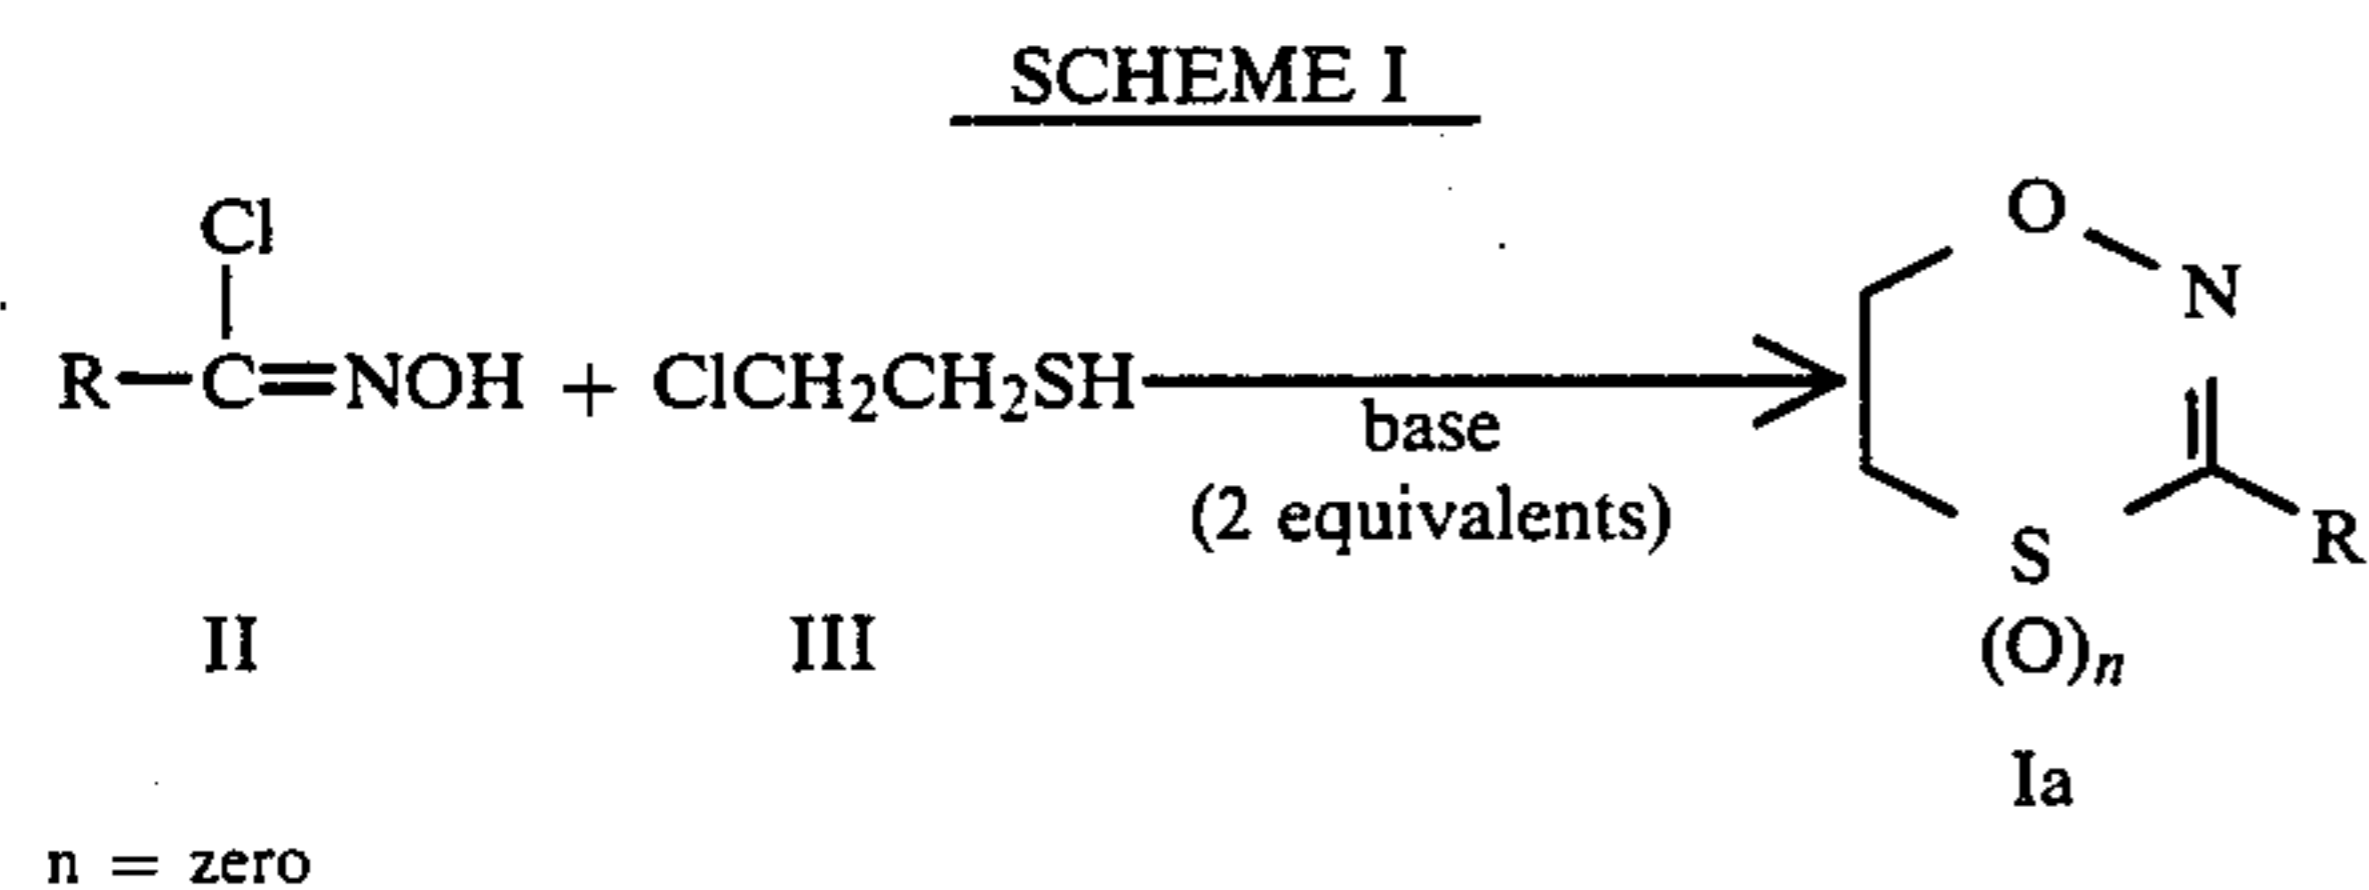 SCHEME I
Cl
R—C=NOH + ClCH₂CH₂SH
base
(2 equivalents)
O
N
S
R
(O)ₙ
II
III
Ia
n = zero